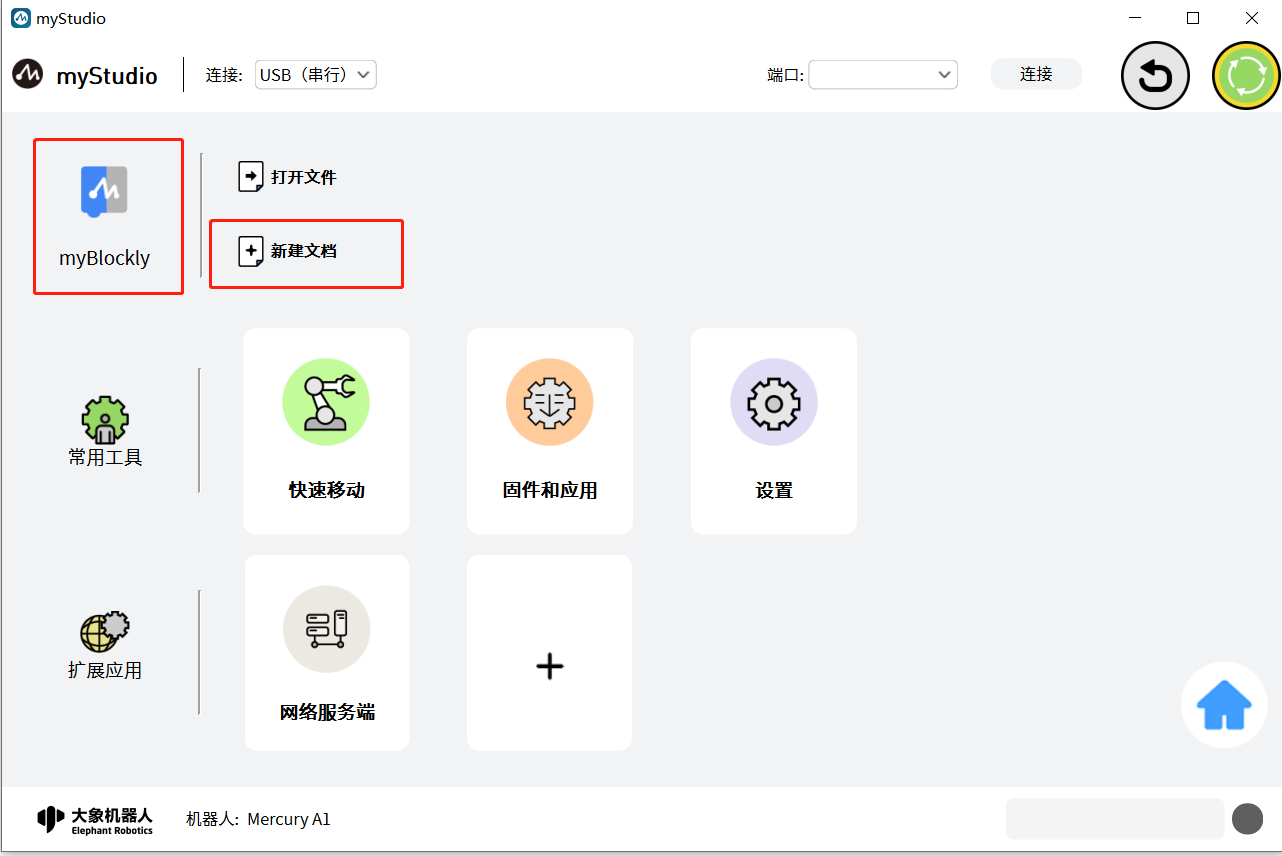 myStudio
myStudio
连接:
USB（串行）
端口:
连接
myBlockly
打开文件
新建文档
常用工具
快速移动
固件和应用
设置
扩展应用
网络服务端
大象机器人
Elephant Robotics
机器人: Mercury A1